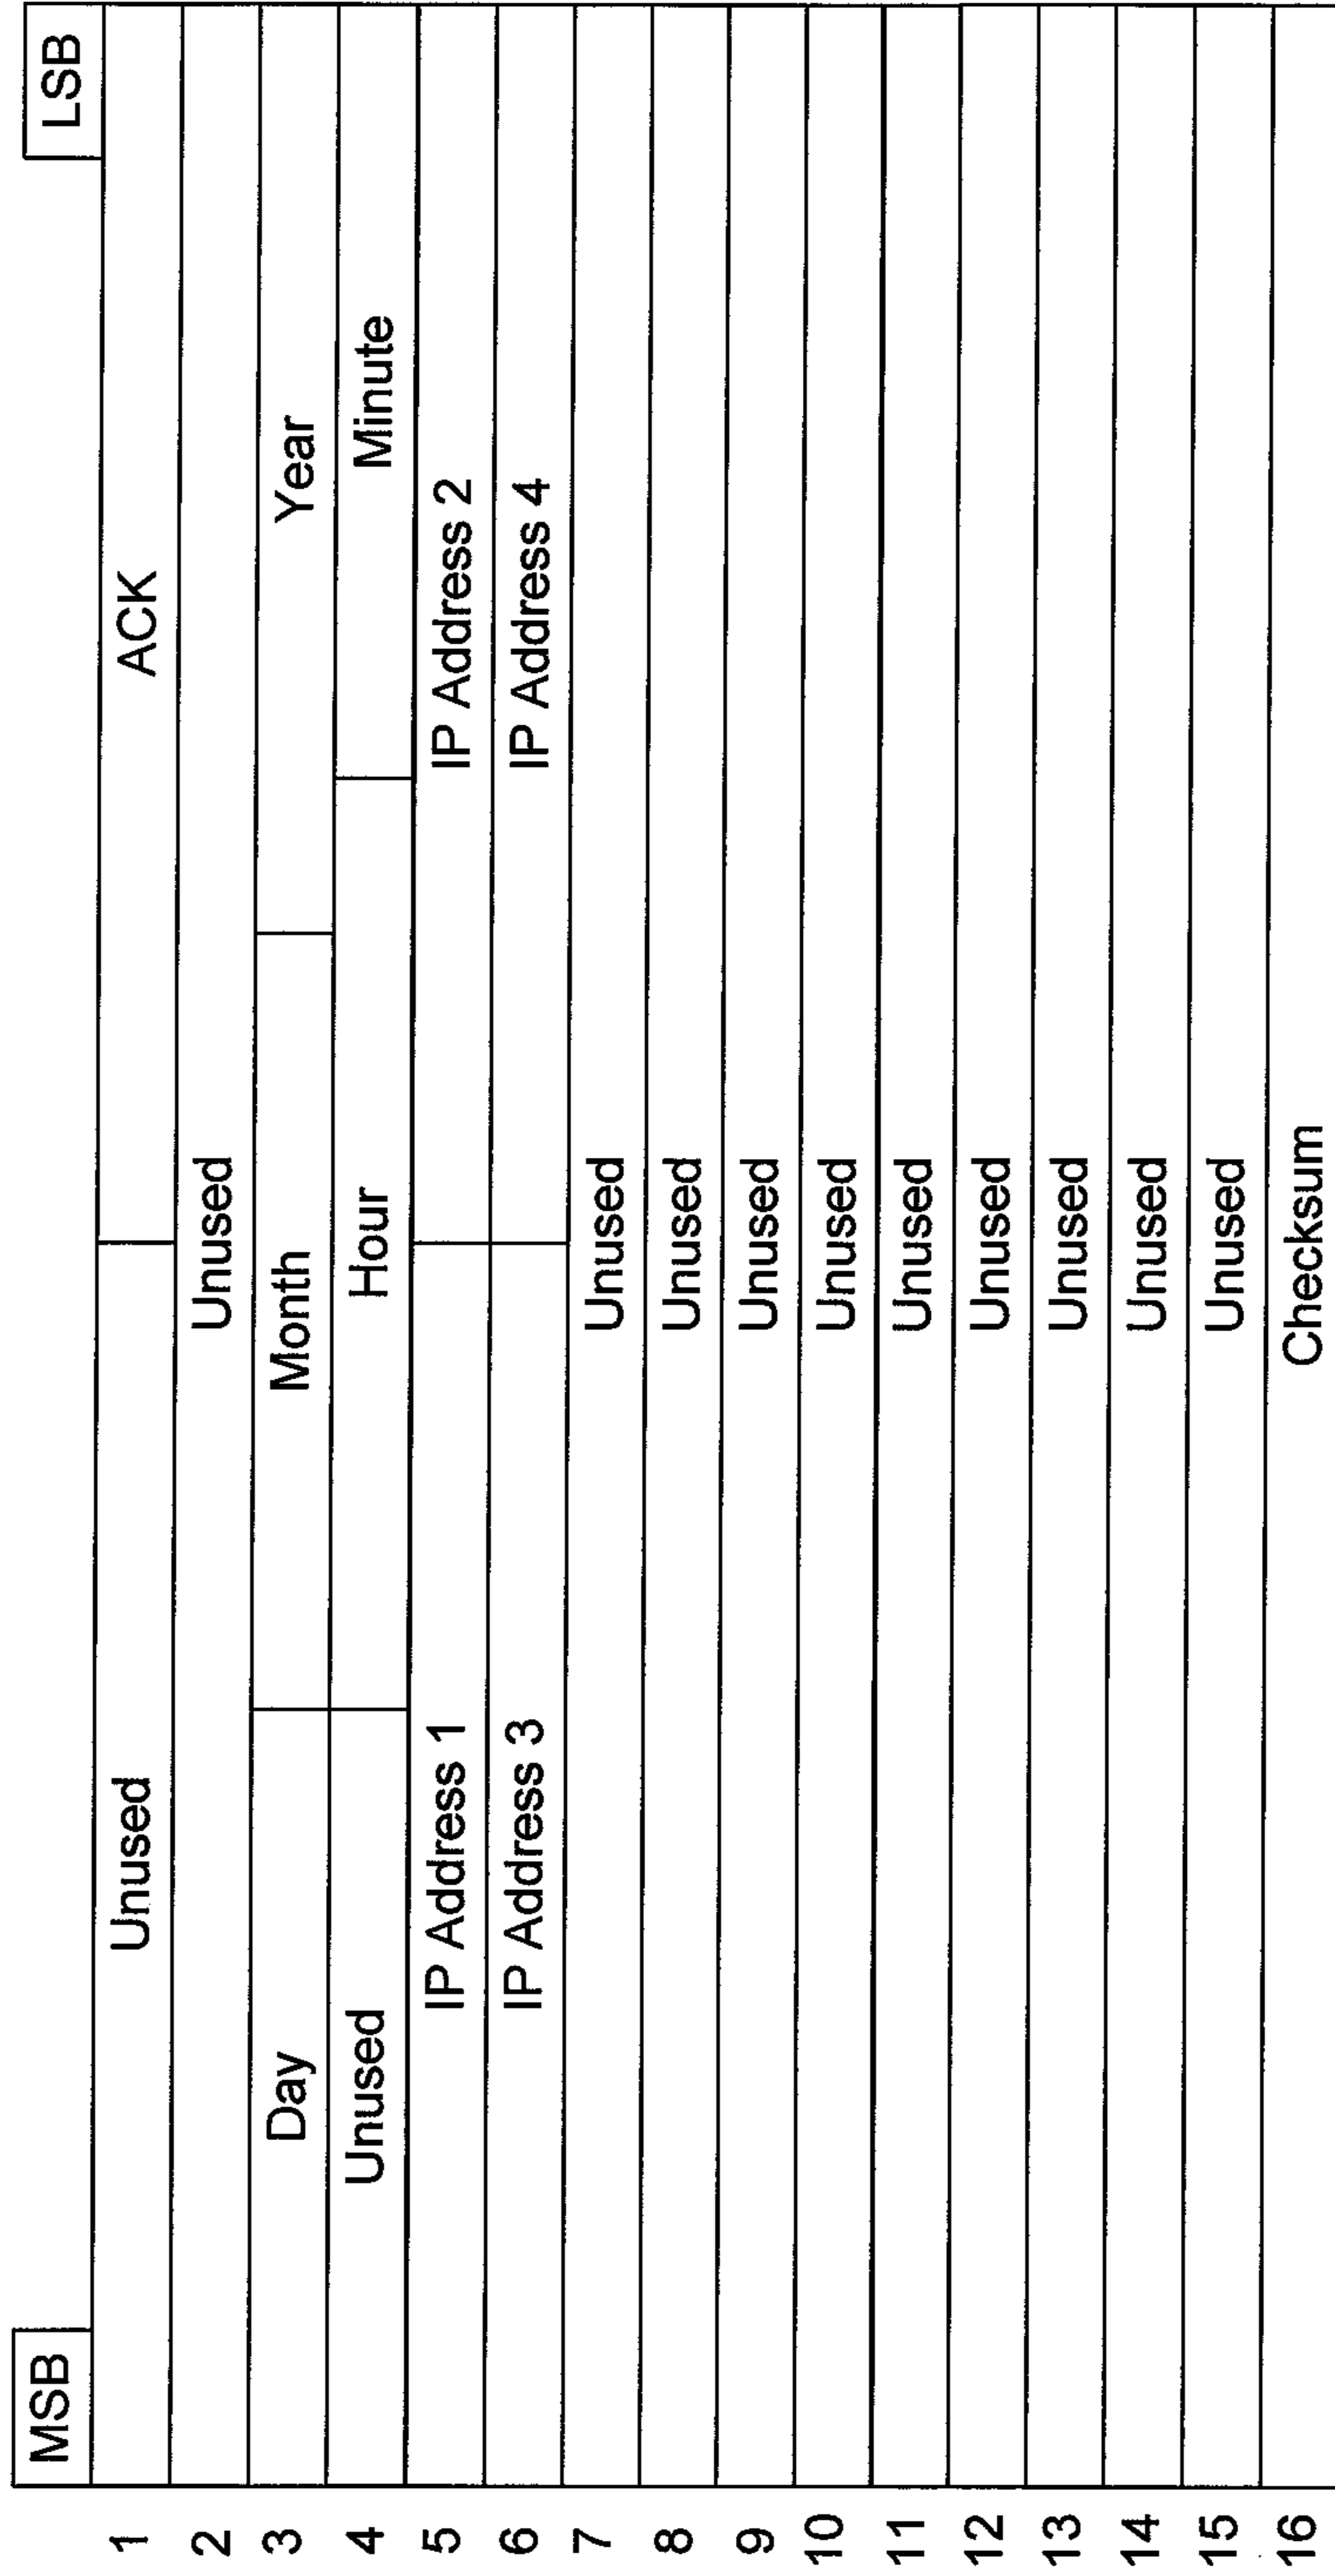 MSB LSB
1 Unused ACK
2 Unused
3 Day Month Year
4 Unused Hour Minute
5 IP Address 1 IP Address 2
6 IP Address 3 IP Address 4
7 Unused
8 Unused
9 Unused
10 Unused
11 Unused
12 Unused
13 Unused
14 Unused
15 Unused
16 Checksum